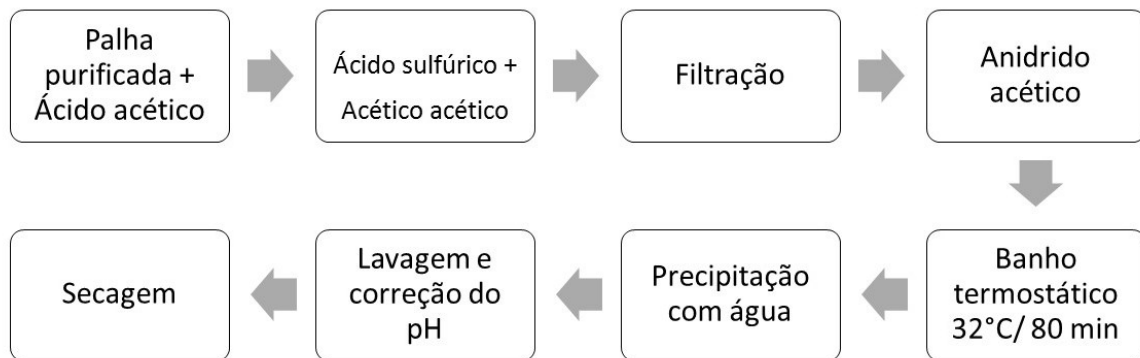 Palha
purificada +
Ácido acético
Ácido sulfúrico +
Acético acético
Filtração
Anidrido
acético
Banho
termostático
32°C/ 80 min
Precipitação
com água
Lavagem e
correção do
pH
Secagem